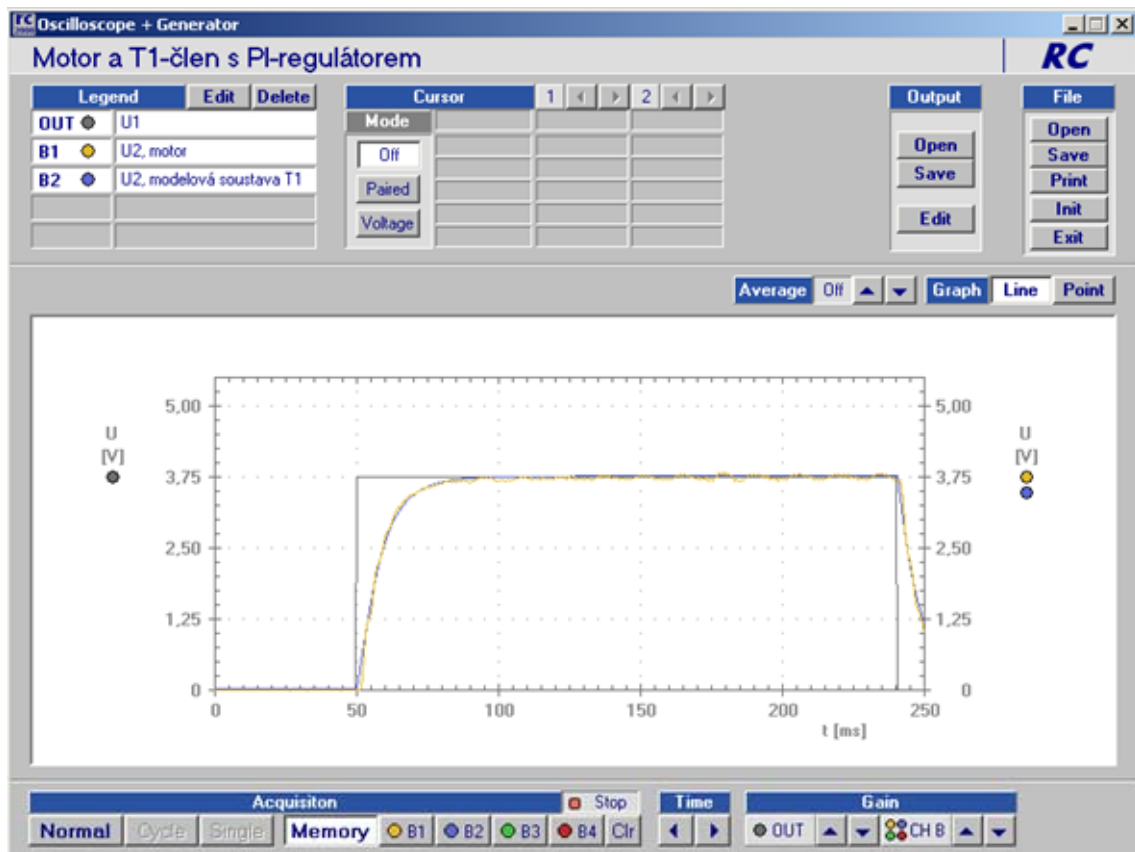 Oscilloscope + Generator
Motor a T1-člen s PI-regulátorem
RC
Legend Edit Delete
OUT U1
B1 U2, motor
B2 U2, modelová soustava T1
Cursor 1 2
Mode
Off
Paired
Voltage
Output
Open
Save
Edit
File
Open
Save
Print
Init
Exit
Average Off Graph Line Point
5,00 5,00
U U
[V] [V]
3,75 3,75
2,50 2,50
1,25 1,25
0 0
0 50 100 150 200 250
t [ms]
Acquisiton Stop Time Gain
Normal Cycle Single Memory B1 B2 B3 B4 Clr OUT CH B